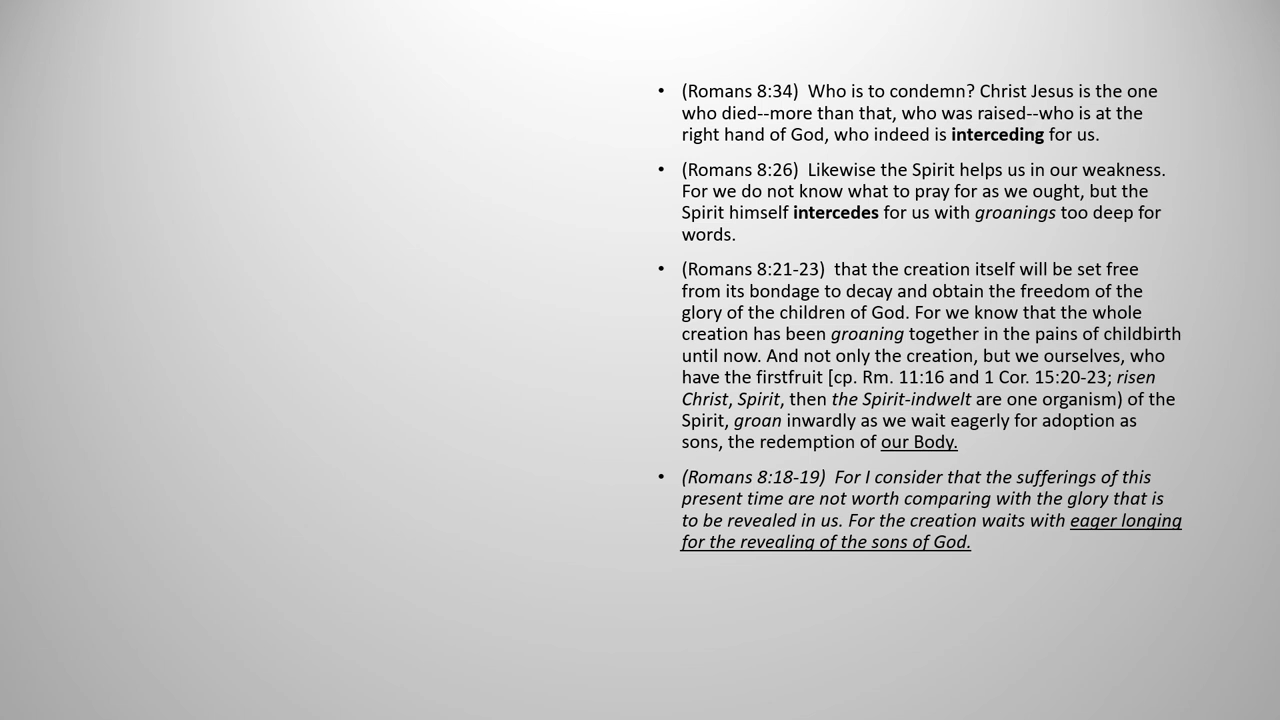 • (Romans 8:34)  Who is to condemn? Christ Jesus is the one
who died--more than that, who was raised--who is at the
right hand of God, who indeed is interceding for us.
• (Romans 8:26)  Likewise the Spirit helps us in our weakness.
For we do not know what to pray for as we ought, but the
Spirit himself intercedes for us with groanings too deep for
words.
• (Romans 8:21-23)  that the creation itself will be set free
from its bondage to decay and obtain the freedom of the
glory of the children of God. For we know that the whole
creation has been groaning together in the pains of childbirth
until now. And not only the creation, but we ourselves, who
have the firstfruit [cp. Rm. 11:16 and 1 Cor. 15:20-23; risen
Christ, Spirit, then the Spirit-indwelt are one organism) of the
Spirit, groan inwardly as we wait eagerly for adoption as
sons, the redemption of our Body.
• (Romans 8:18-19)  For I consider that the sufferings of this
present time are not worth comparing with the glory that is
to be revealed in us. For the creation waits with eager longing
for the revealing of the sons of God.